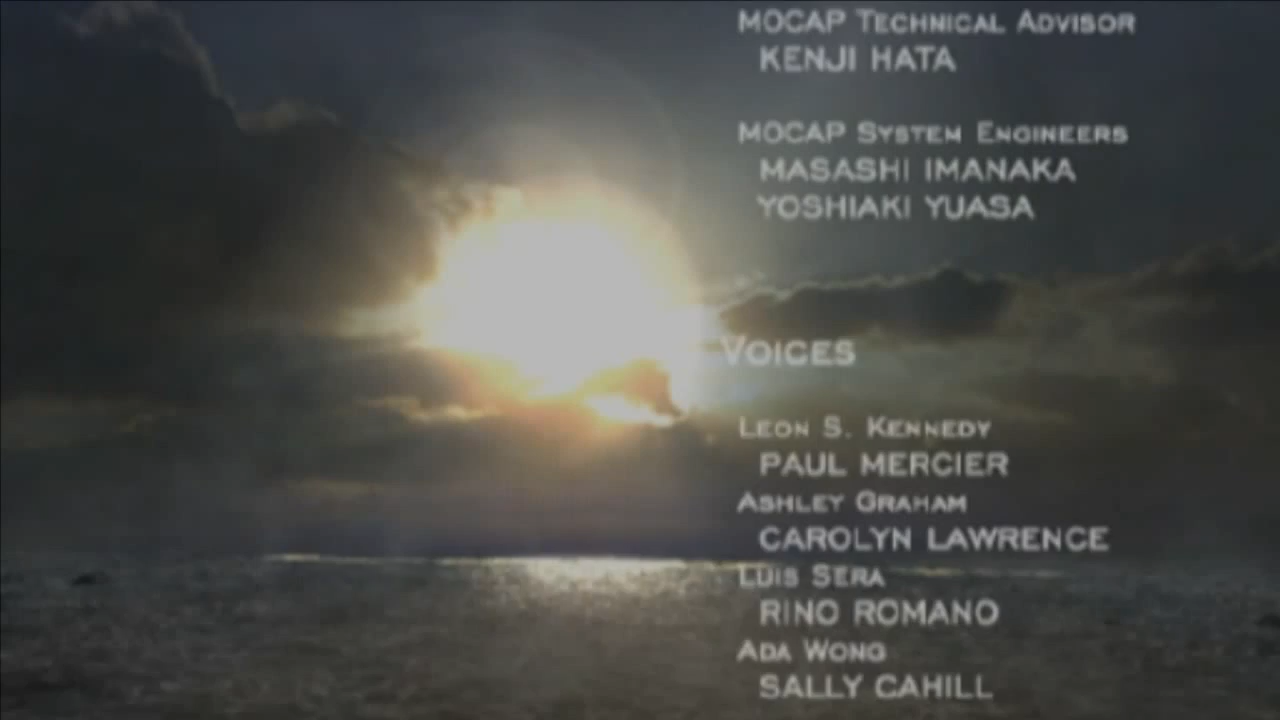 MOCAP Technical Advisor
KENJI HATA
MOCAP System Engineers
MASASHI IMANAKA
YOSHIAKI YUASA
Voices
Leon S. Kennedy
PAUL MERCIER
Ashley Graham
CAROLYN LAWRENCE
Luis Sera
RINO ROMANO
Ada Wong
SALLY CAHILL